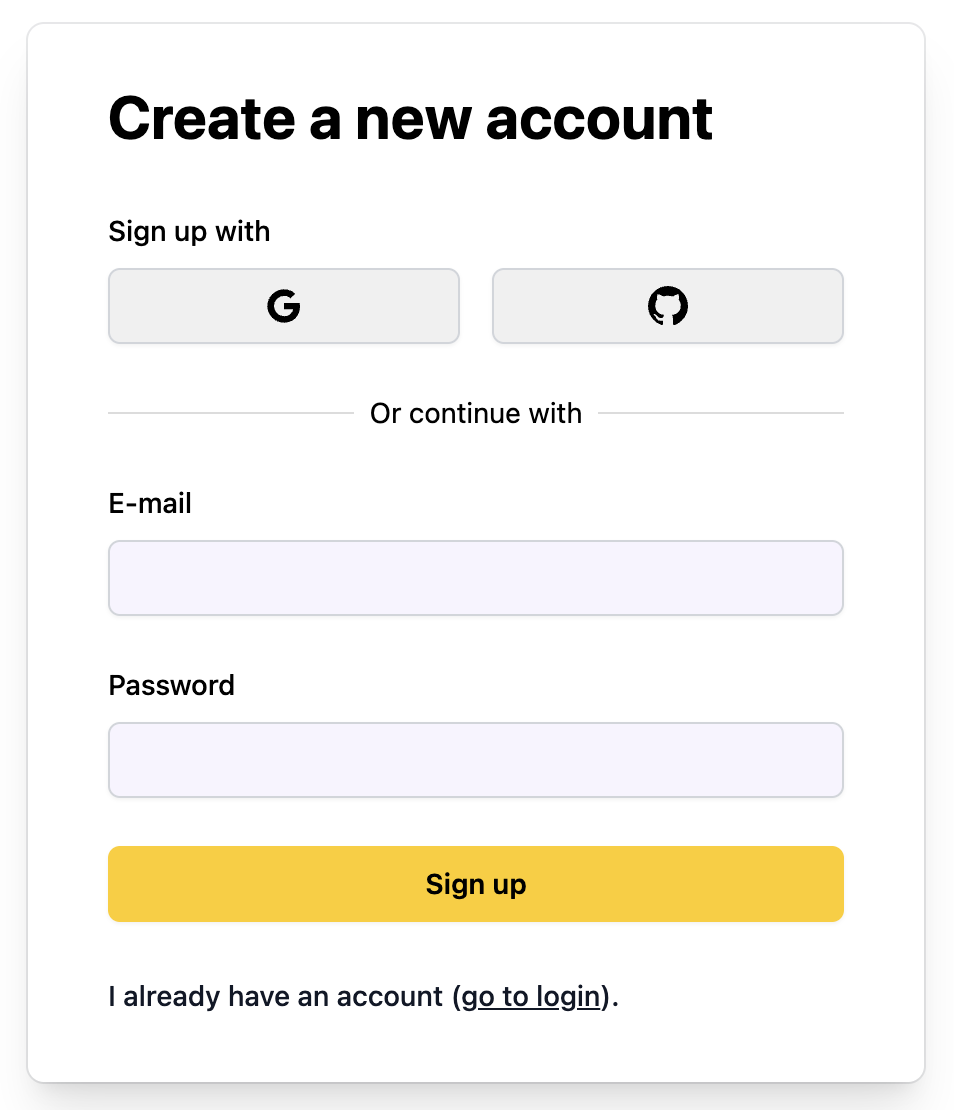 Create a new account
Sign up with
Or continue with
E-mail
Password
Sign up
I already have an account (go to login).